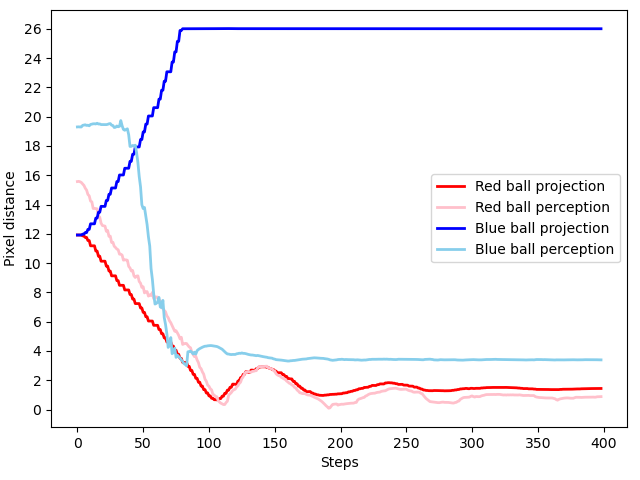 26
24
22
20
18
16
14
12
10
8
6
4
2
0
Pixel distance
Red ball projection
Red ball perception
Blue ball projection
Blue ball perception
0 50 100 150 200 250 300 350 400
Steps